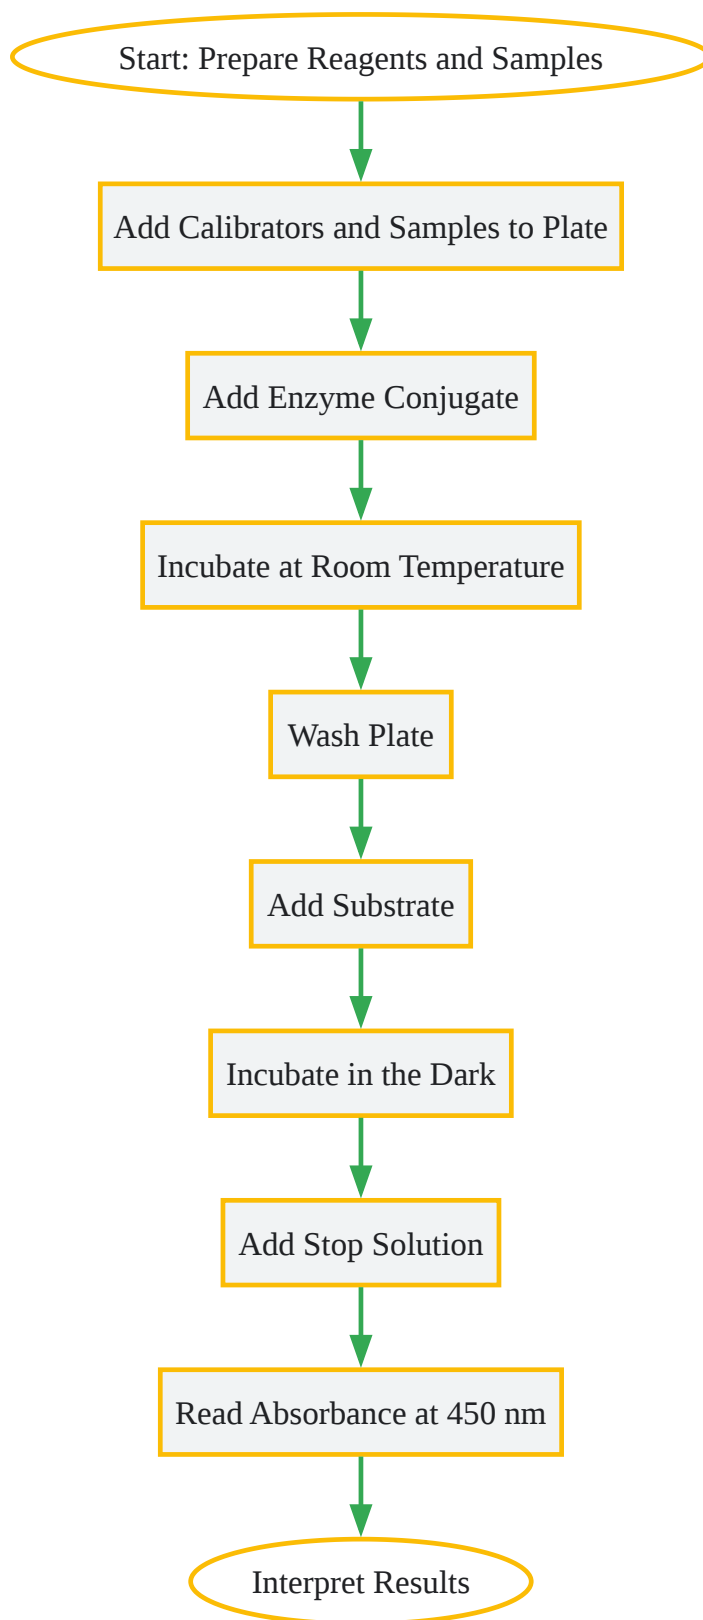 Start: Prepare Reagents and Samples
Add Calibrators and Samples to Plate
Add Enzyme Conjugate
Incubate at Room Temperature
Wash Plate
Add Substrate
Incubate in the Dark
Add Stop Solution
Read Absorbance at 450 nm
Interpret Results